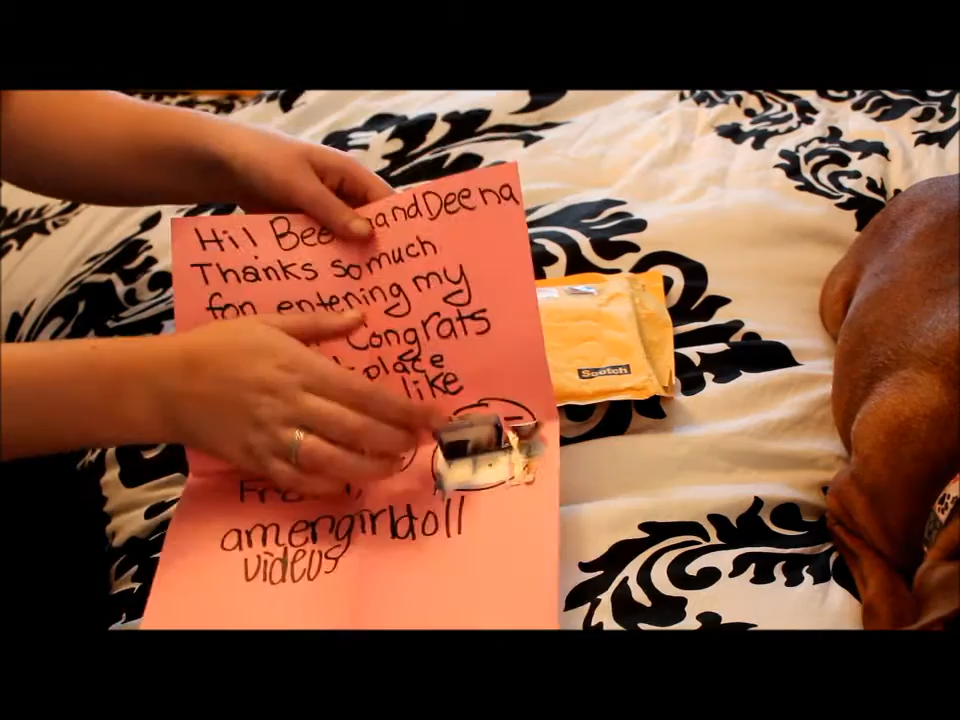 Hi! Bee and Deena
Thanks so much
for entering my
Congrats
place
like
From,
amergirldoll
videos
Scotch